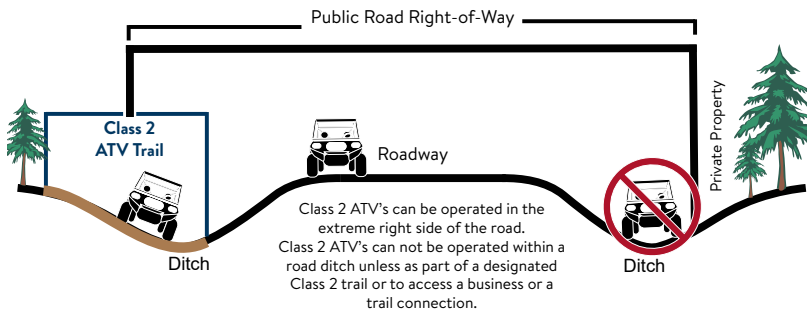 Public Road Right-of-Way
Class 2
ATV Trail
Roadway
Private Property
Class 2 ATV's can be operated in the
extreme right side of the road.
Class 2 ATV's can not be operated within a
road ditch unless as part of a designated
Class 2 trail or to access a business or a
trail connection.
Ditch
Ditch